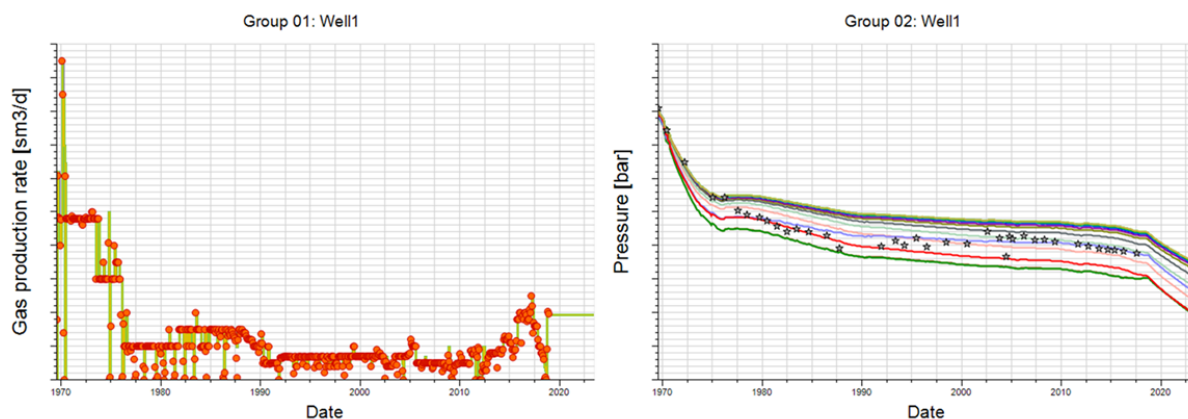 Group 01: Well1
Gas production rate [sm3/d]
1970 1980 1990 2000 2010 2020
Date
Group 02: Well1
Pressure [bar]
1970 1980 1990 2000 2010 2020
Date